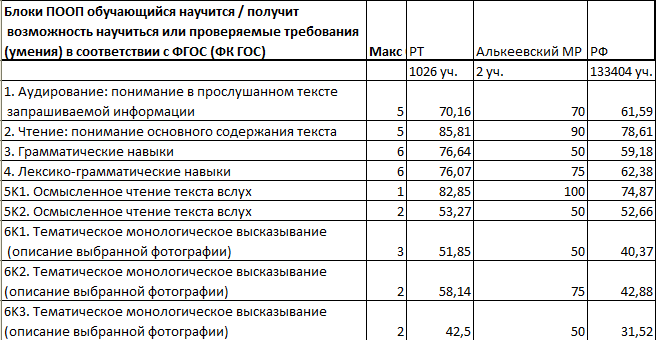 Блоки ПООП обучающийся научится / получит
возможность научиться или проверяемые требования
(умения) в соответствии с ФГОС (ФК ГОС) Макс РТ Алькеевский МР РФ
1026 уч. 2 уч. 133404 уч.
1. Аудирование: понимание в прослушанном тексте
запрашиваемой информации 5 70,16 70 61,59
2. Чтение: понимание основного содержания текста 5 85,81 90 78,61
3. Грамматические навыки 6 76,64 50 59,18
4. Лексико-грамматические навыки 6 76,07 75 62,38
5К1. Осмысленное чтение текста вслух 1 82,85 100 74,87
5К2. Осмысленное чтение текста вслух 2 53,27 50 52,66
6К1. Тематическое монологическое высказывание
(описание выбранной фотографии) 3 51,85 50 40,37
6К2. Тематическое монологическое высказывание
(описание выбранной фотографии) 2 58,14 75 42,88
6К3. Тематическое монологическое высказывание
(описание выбранной фотографии) 2 42,5 50 31,52